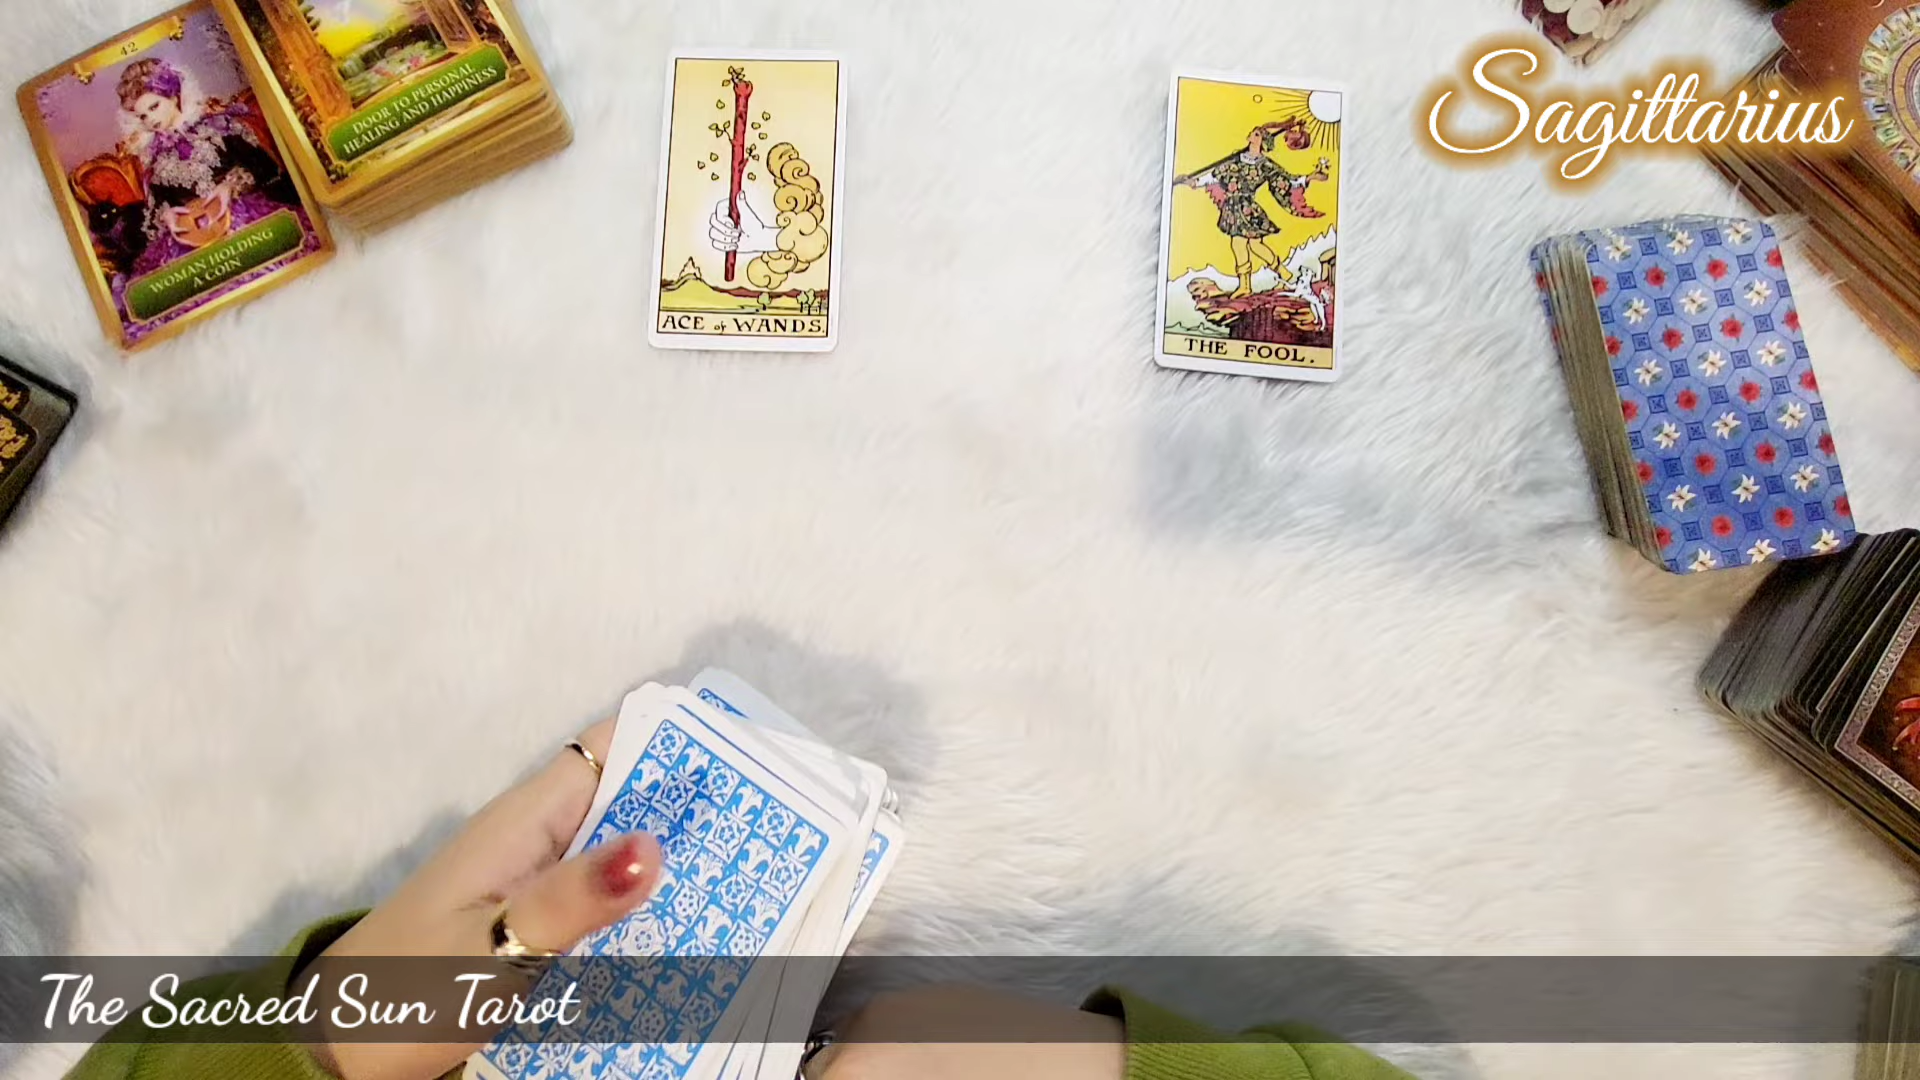 42
WOMAN HOLDING
A COIN
DOOR TO PERSONAL
HEALING AND HAPPINESS
ACE of WANDS.
THE FOOL.
Sagittarius
The Sacred Sun Tarot